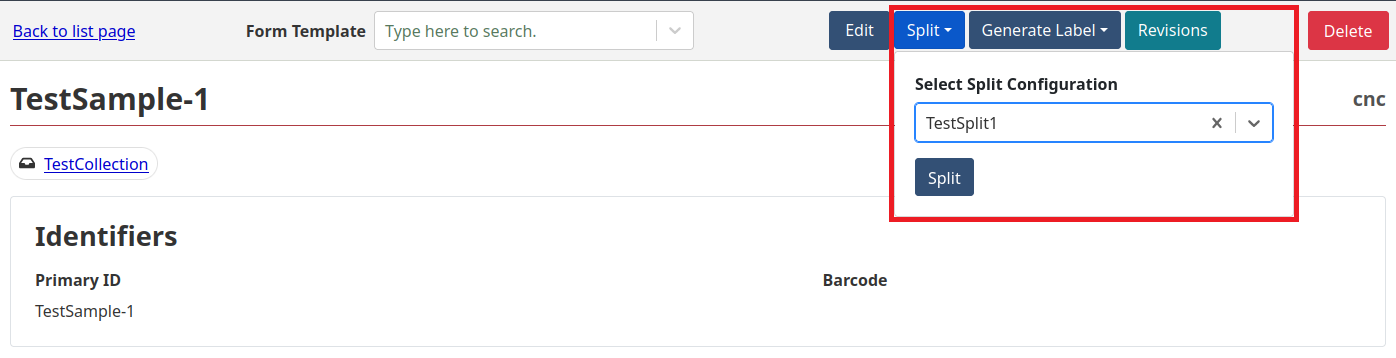 Back to list page Form Template Type here to search. Edit Split Generate Label Revisions Delete
Select Split Configuration
TestSample-1 cnc
TestSplit1
TestCollection
Split
Identifiers
Primary ID Barcode
TestSample-1